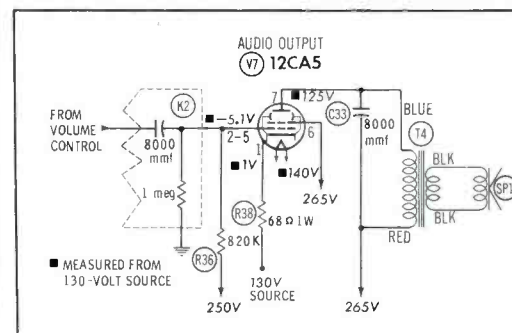 AUDIO OUTPUT
V7 12CA5
7
■ 125V
K2
FROM
VOLUME
CONTROL
8000
mmf
■ -5.1V
2-5
6
1
■ 1V
■ 140V
265V
1 meg
R38
68Ω 1W
820K
R36
250V
130V
SOURCE
■ MEASURED FROM
130-VOLT SOURCE
C33
8000
mmf
BLUE
T4
BLK
BLK
SP1
RED
265V